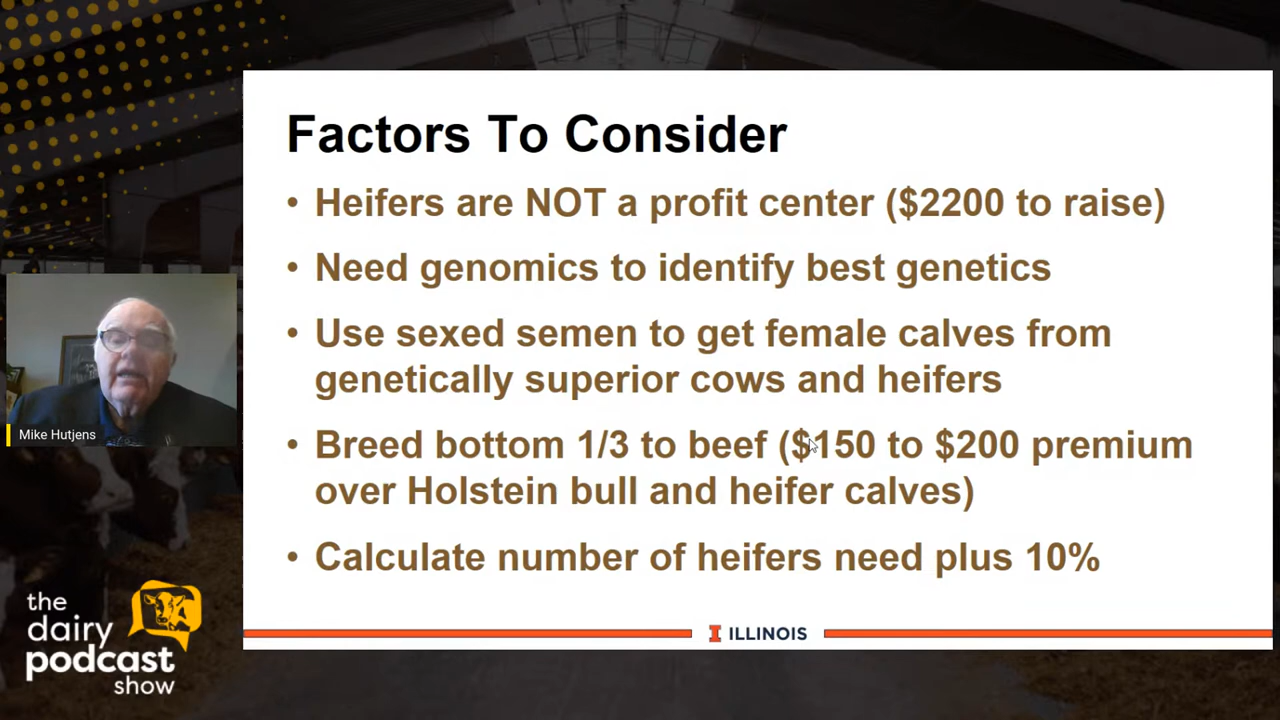 Factors To Consider
• Heifers are NOT a profit center ($2200 to raise)
• Need genomics to identify best genetics
• Use sexed semen to get female calves from
genetically superior cows and heifers
• Breed bottom 1/3 to beef ($150 to $200 premium
over Holstein bull and heifer calves)
• Calculate number of heifers need plus 10%
I ILLINOIS
Mike Hutjens
the
dairy
podcast
show